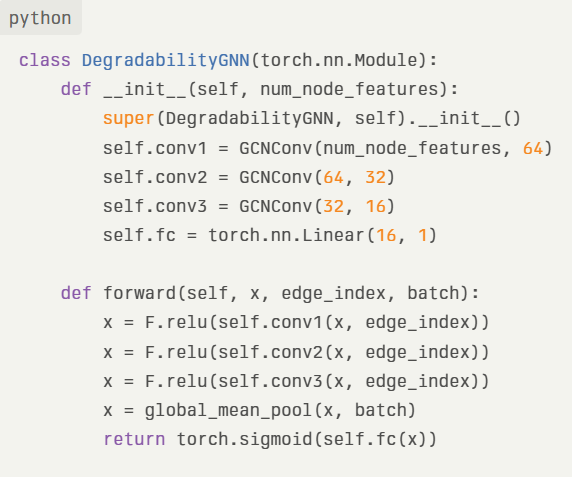 python
class DegradabilityGNN(torch.nn.Module):
    def __init__(self, num_node_features):
        super(DegradabilityGNN, self).__init__()
        self.conv1 = GCNConv(num_node_features, 64)
        self.conv2 = GCNConv(64, 32)
        self.conv3 = GCNConv(32, 16)
        self.fc = torch.nn.Linear(16, 1)
    def forward(self, x, edge_index, batch):
        x = F.relu(self.conv1(x, edge_index))
        x = F.relu(self.conv2(x, edge_index))
        x = F.relu(self.conv3(x, edge_index))
        x = global_mean_pool(x, batch)
        return torch.sigmoid(self.fc(x))